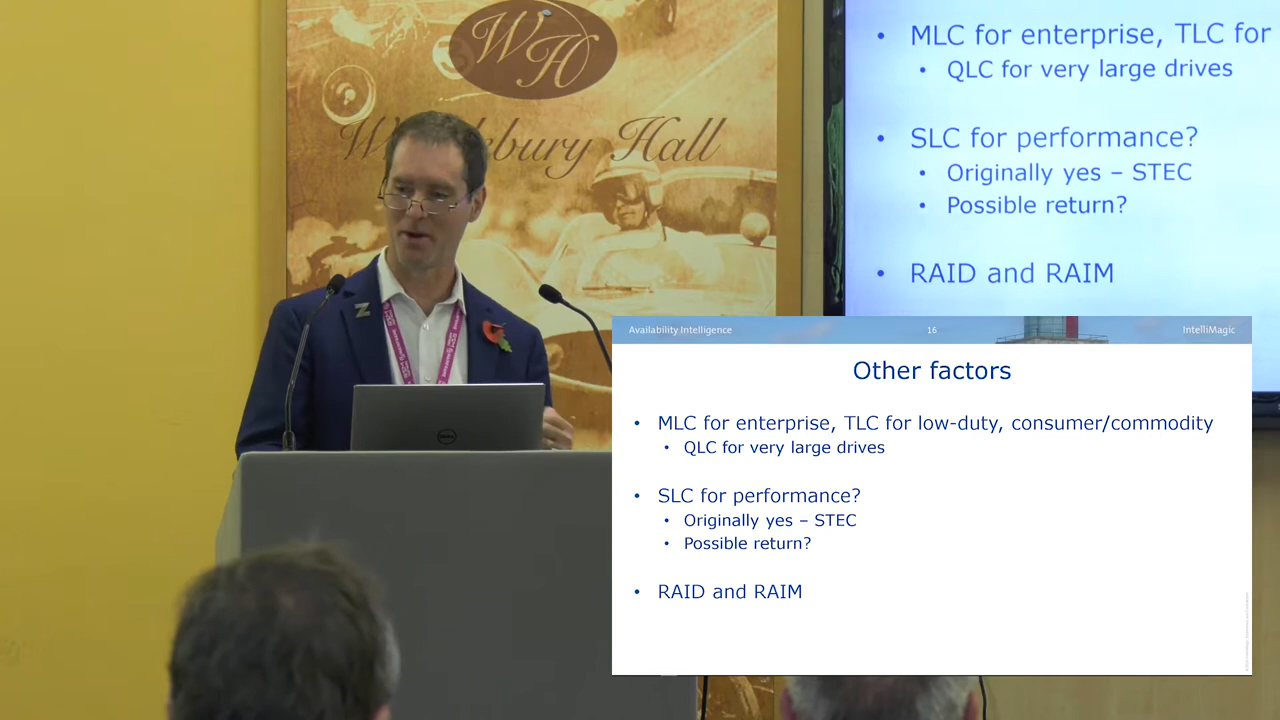 WH
W ebury Hall
MLC for enterprise, TLC for
QLC for very large drives
SLC for performance?
Originally yes – STEC
Possible return?
RAID and RAIM
DELL
Z
Availability Intelligence
16
IntelliMagic
Other factors
• MLC for enterprise, TLC for low-duty, consumer/commodity
• QLC for very large drives
• SLC for performance?
• Originally yes – STEC
• Possible return?
• RAID and RAIM